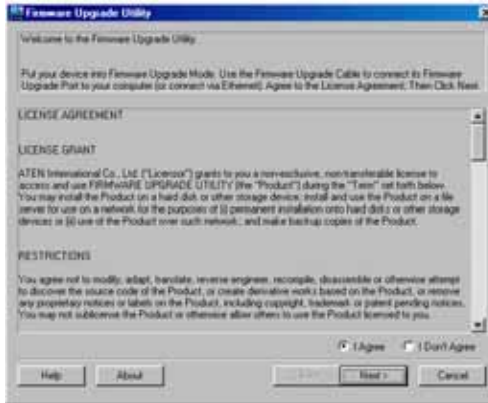 Firmware Upgrade Utility
Welcome to the Firmware Upgrade Utility.
Put your device into Firmware Upgrade Mode. Use the Firmware Upgrade Cable to connect its Firmware
Upgrade Port to your computer (or connect via Ethernet). Agree to the License Agreement; Then Click Next.
LICENSE AGREEMENT
LICENSE GRANT
ATEN International Co., Ltd. ("Licensor") grants to you a non-exclusive, non-transferable license to
access and use FIRMWARE UPGRADE UTILITY (the "Product") during the "Term" set forth below.
You may install the Product on a hard disk or other storage device; install and use the Product on a file
server for use on a network for the purposes of (i) permanent installation onto hard disks or other storage
devices or (ii) use of the Product over such network; and make backup copies of the Product.
RESTRICTIONS
You agree not to modify, adapt, translate, reverse engineer, recompile, disassemble or otherwise attempt
to discover the source code of the Product, or create derivative works based on the Product, or remove
any proprietary notices or labels on the Product, including copyright, trademark or patent pending notices.
You may not sublicense the Product or otherwise allow others to use the Product licensed to you.
I Agree I Don't Agree
Help About Next > Cancel